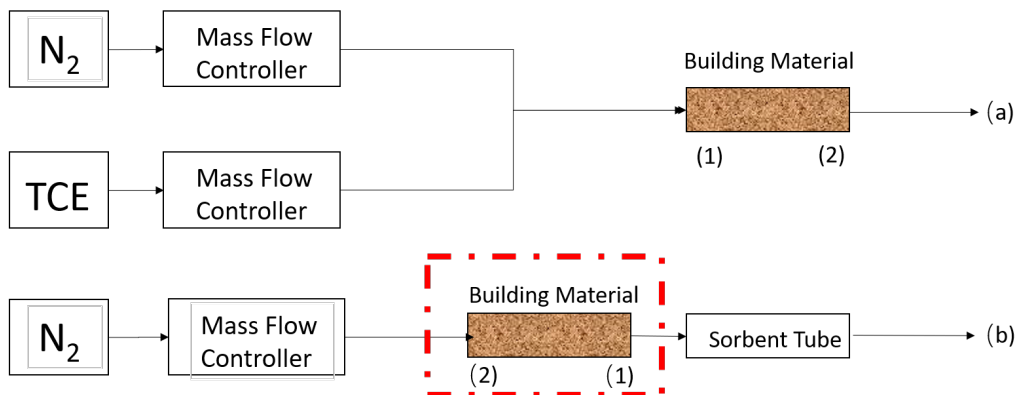 N2
Mass Flow
Controller
Building Material
(a)
(1)
(2)
TCE
Mass Flow
Controller
Building Material
N2
Mass Flow
Controller
Sorbent Tube
(b)
(2)
(1)